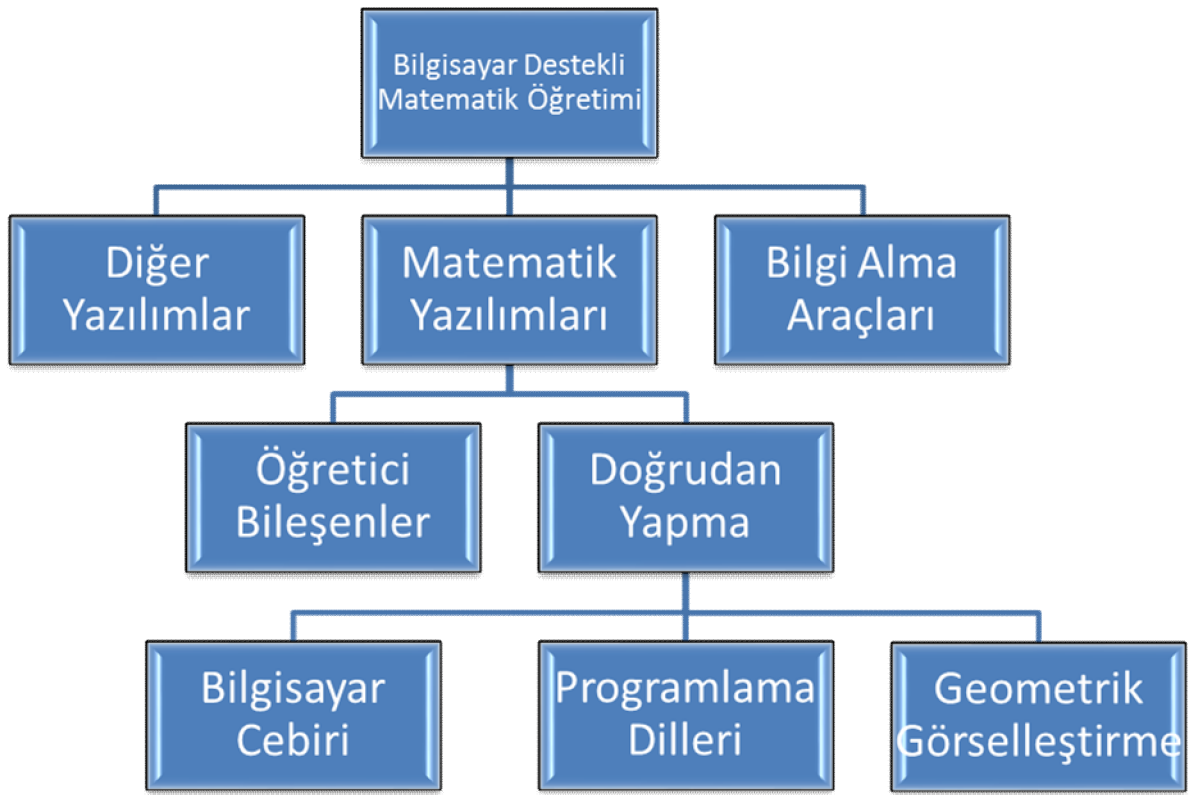 Bilgisayar Destekli
Matematik Öğretimi
Diğer
Yazılımlar
Matematik
Yazılımları
Bilgi Alma
Araçları
Öğretici
Bileşenler
Doğrudan
Yapma
Bilgisayar
Cebiri
Programlama
Dilleri
Geometrik
Görselleştirme